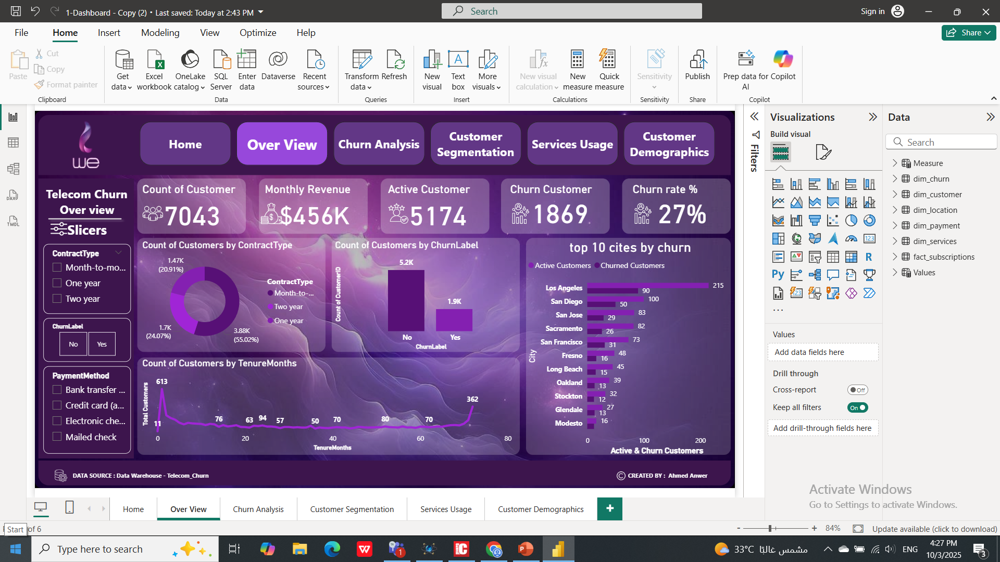 1-Dashboard - Copy (2) • Last saved: Today at 2:43 PM
Search
Sign in
File
Home
Insert
Modeling
View
Optimize
Help
Share
Paste
Cut
Copy
Format painter
Clipboard
Get data
Excel workbook
OneLake catalog
SQL Server
Enter data
Dataverse
Recent sources
Data
Transform data
Refresh
Queries
New visual
Text box
More visuals
Insert
New visual calculation
New measure
Quick measure
Calculations
Sensitivity
Sensitivity
Publish
Share
Prep data for AI
Copilot
Copilot
we
Home
Over View
Churn Analysis
Customer Segmentation
Services Usage
Customer Demographics
Telecom Churn
Over view
Slicers
ContractType
Month-to-mo...
One year
Two year
ChurnLabel
No
Yes
PaymentMethod
Bank transfer ...
Credit card (a...
Electronic che...
Mailed check
Count of Customer
7043
Monthly Revenue
$456K
Active Customer
5174
Churn Customer
1869
Churn rate %
27%
Count of Customers by ContractType
1.47K
(20.91%)
1.7K
(24.07%)
3.88K
(55.02%)
ContractType
Month-to-...
Two year
One year
Count of Customers by ChurnLabel
Count of CustomerID
5.2K
1.9K
No
Yes
ChurnLabel
top 10 cites by churn
Active Customers
Churned Customers
City
Los Angeles 215 90
San Diego 100 50
San Jose 83 29
Sacramento 82 26
San Francisco 73 31
Fresno 48 16
Long Beach 45 15
Oakland 39 13
Stockton 32 12
Glendale 27 13
Modesto 16
0 100 200
Active & Churn Customers
Count of Customers by TenureMonths
Total Customers
613
11
76
63
94
57
50
70
80
70
362
0 20 40 60 80
TenureMonths
DATA SOURCE : Data Warehouse - Telecom_Churn
© CREATED BY : Ahmed Anwer
Filters
Visualizations
Build visual
Values
Add data fields here
Drill through
Cross-report
Off
Keep all filters
On
Add drill-through fields here
Data
Search
Measure
dim_churn
dim_customer
dim_location
dim_payment
dim_services
fact_subscriptions
Values
Activate Windows
Go to Settings to activate Windows.
Home
Over View
Churn Analysis
Customer Segmentation
Services Usage
Customer Demographics
Start
of 6
84%
Update available (click to download)
Type here to search
33°C مشمس غالبًا
ENG
4:27 PM
10/3/2025
3